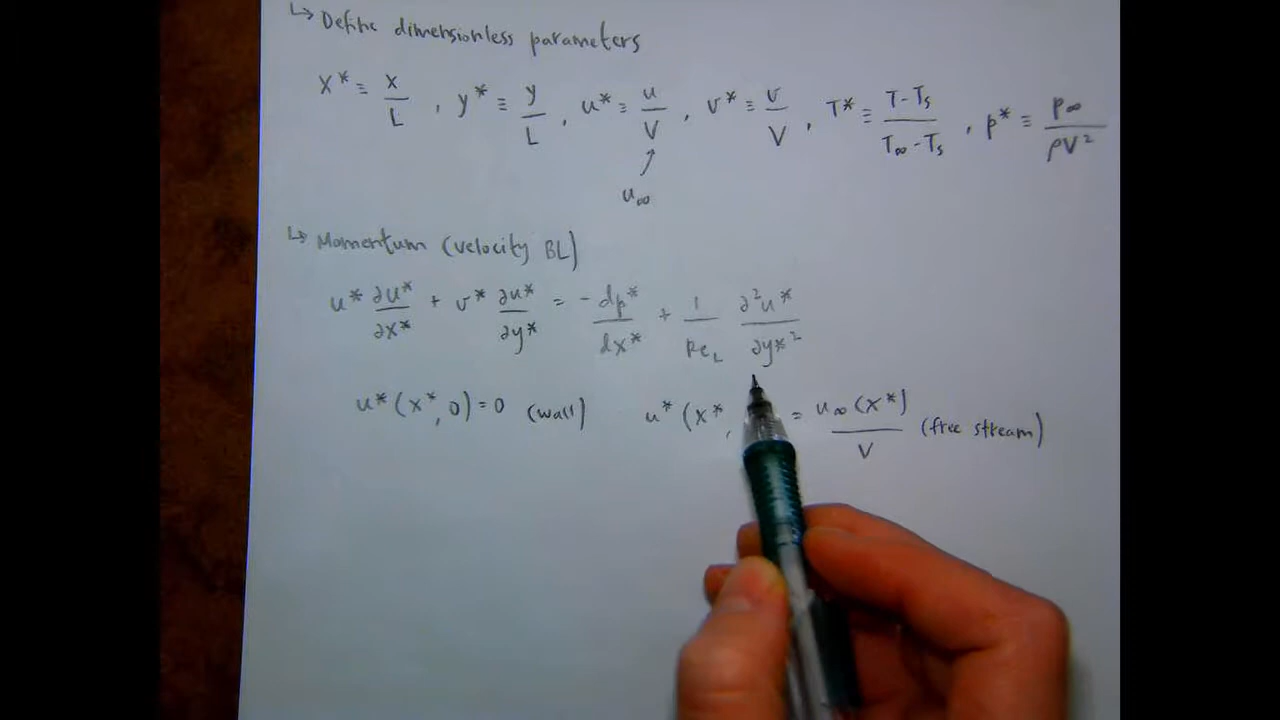 ↳ Define dimensionless parameters
x* ≡ x/L , y* ≡ y/L , u* ≡ u/V , v* ≡ v/V , T* ≡ (T-Ts)/(T∞-Ts) , p* ≡ p∞/ρV²
u∞
↳ Momentum (velocity BL)
u* ∂u*/∂x* + v* ∂u*/∂y* = - dp*/dx* + 1/Re_L ∂²u*/∂y*²
u*(x*,0)=0 (wall) u*(x*, = u∞(x*)/V (free stream)